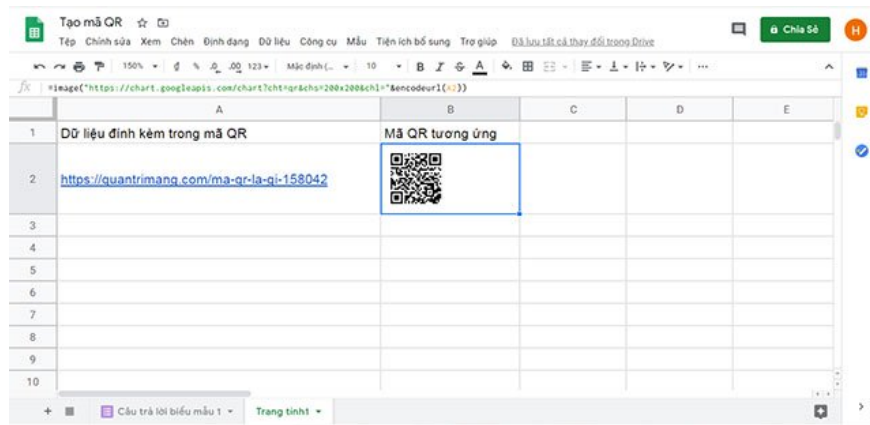 Tạo mã QR
Chia Sẻ
H
Tệp Chỉnh sửa Xem Chèn Định dạng Dữ liệu Công cụ Mẫu Tiện ích bổ sung Trợ giúp Đã lưu tất cả thay đổi trong Drive
150% đ % .0 .00 123 Mặc định (... 10 B I S A
fx =image("https://chart.googleapis.com/chart?cht=qr&chs=200x200&chl="&encodeurl(A2))
A B C D E
1 Dữ liệu đính kèm trong mã QR Mã QR tương ứng
2 https://quantrimang.com/ma-qr-la-gi-158042
3
4
5
6
7
8
9
10
Câu trả lời biểu mẫu 1 Trang tính1